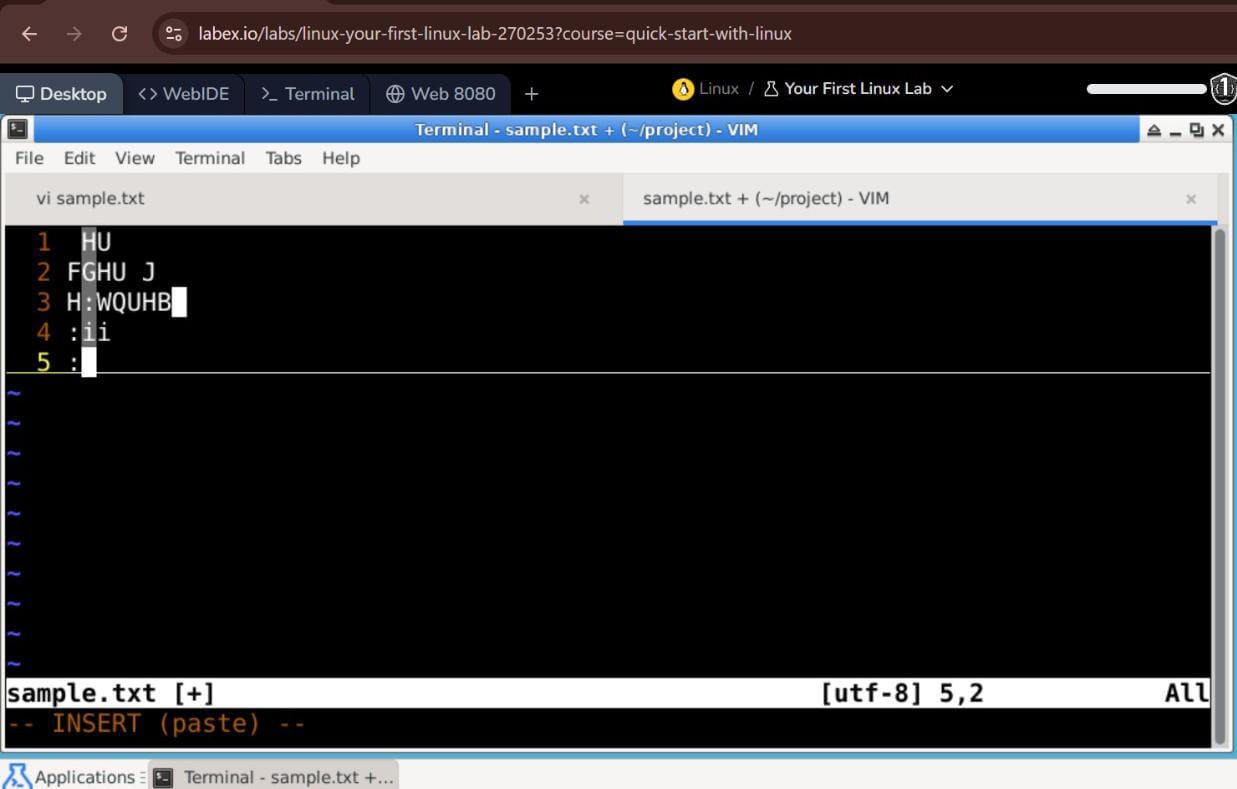 labex.io/labs/linux-your-first-linux-lab-270253?course=quick-start-with-linux
Desktop <> WebIDE >_ Terminal Web 8080 + Linux / Your First Linux Lab 1
Terminal - sample.txt + (~/project) - VIM
File Edit View Terminal Tabs Help
vi sample.txt × sample.txt + (~/project) - VIM ×
1  HU
2 FGHU J
3 H:WQUHB
4 :ii
5 :
~
~
~
~
~
~
~
~
~
~
sample.txt [+] [utf-8] 5,2 All
-- INSERT (paste) --
Applications Terminal - sample.txt +...